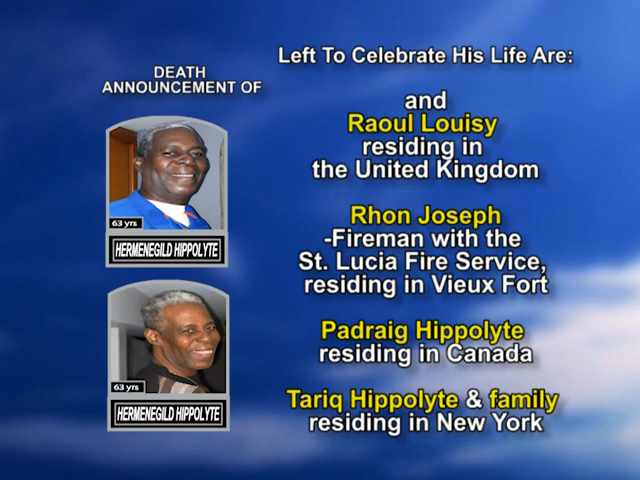 DEATH
ANNOUNCEMENT OF
63 yrs
HERMENEGILD HIPPOLYTE
63 yrs
HERMENEGILD HIPPOLYTE
Left To Celebrate His Life Are:
and
Raoul Louisy
residing in
the United Kingdom
Rhon Joseph
-Fireman with the
St. Lucia Fire Service,
residing in Vieux Fort
Padraig Hippolyte
residing in Canada
Tariq Hippolyte & family
residing in New York